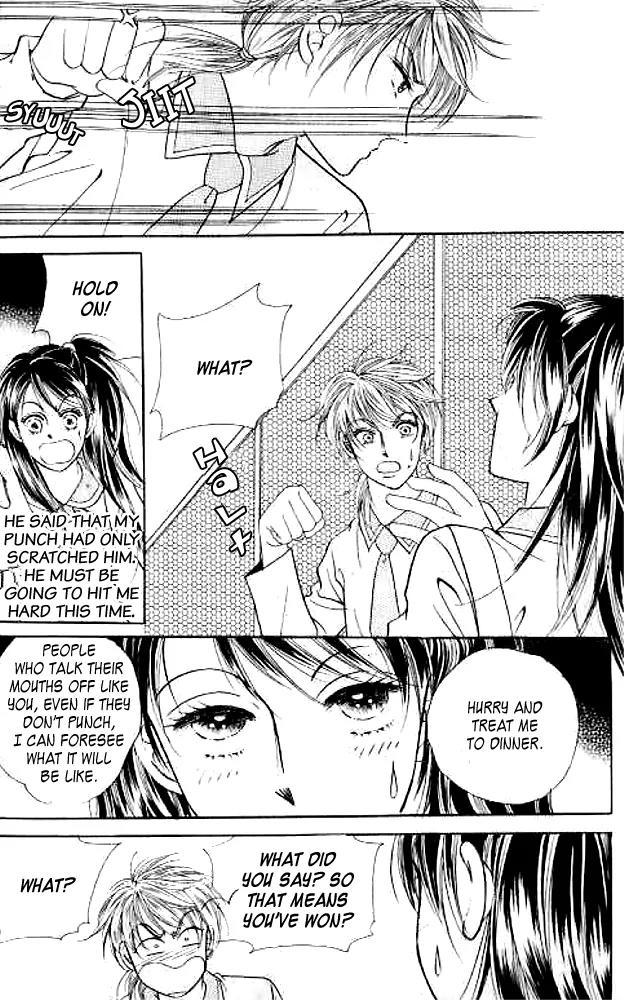 SYUUUT
JIIT
HOLD
ON!
WHAT?
HaLt
HE SAID THAT MY
PUNCH HAD ONLY
SCRATCHED HIM.
HE MUST BE
GOING TO HIT ME
HARD THIS TIME.
PEOPLE
WHO TALK THEIR
MOUTHS OFF LIKE
YOU, EVEN IF THEY
DON'T PUNCH,
I CAN FORESEE
WHAT IT WILL
BE LIKE.
HURRY AND
TREAT ME
TO DINNER.
WHAT?
WHAT DID
YOU SAY? SO
THAT MEANS
YOU'VE WON?